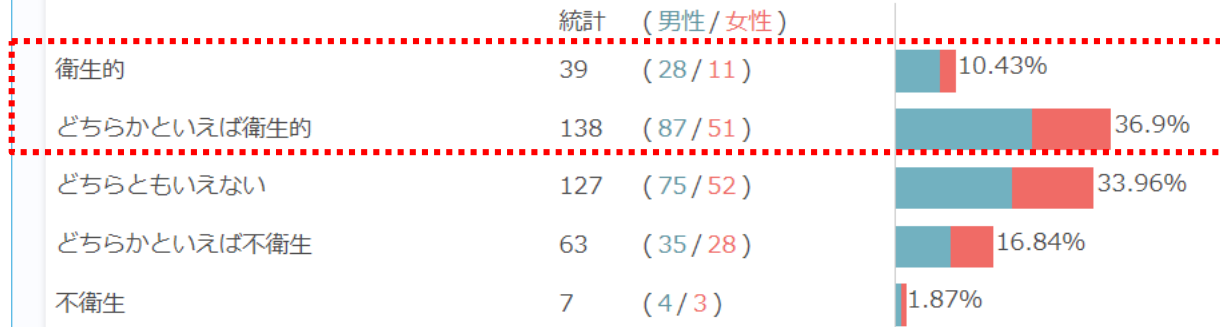 統計 (男性/女性)
衛生的 39 (28/11) 10.43%
どちらかといえば衛生的 138 (87/51) 36.9%
どちらともいえない 127 (75/52) 33.96%
どちらかといえば不衛生 63 (35/28) 16.84%
不衛生 7 (4/3) 1.87%